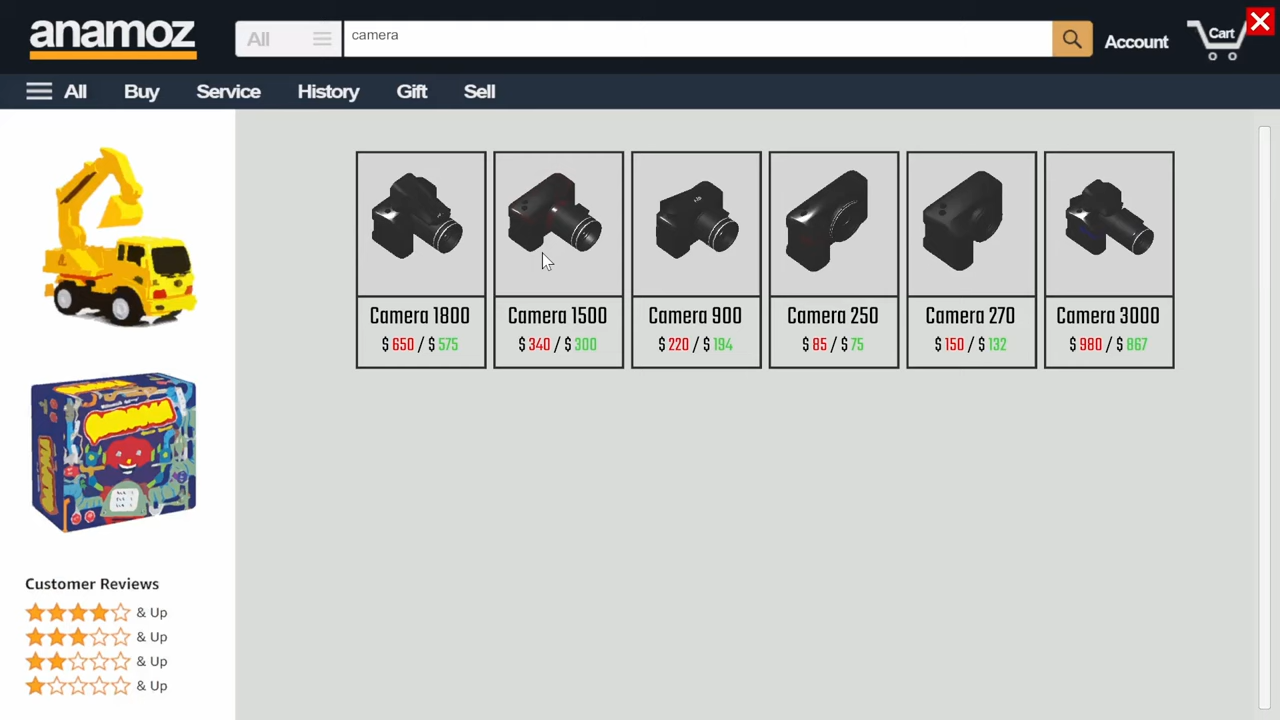 anamoz
All
camera
Account
Cart
All Buy Service History Gift Sell
Camera 1800
$ 650 / $ 575
Camera 1500
$ 340 / $ 300
Camera 900
$ 220 / $ 194
Camera 250
$ 85 / $ 75
Camera 270
$ 150 / $ 132
Camera 3000
$ 980 / $ 867
Customer Reviews
& Up
& Up
& Up
& Up